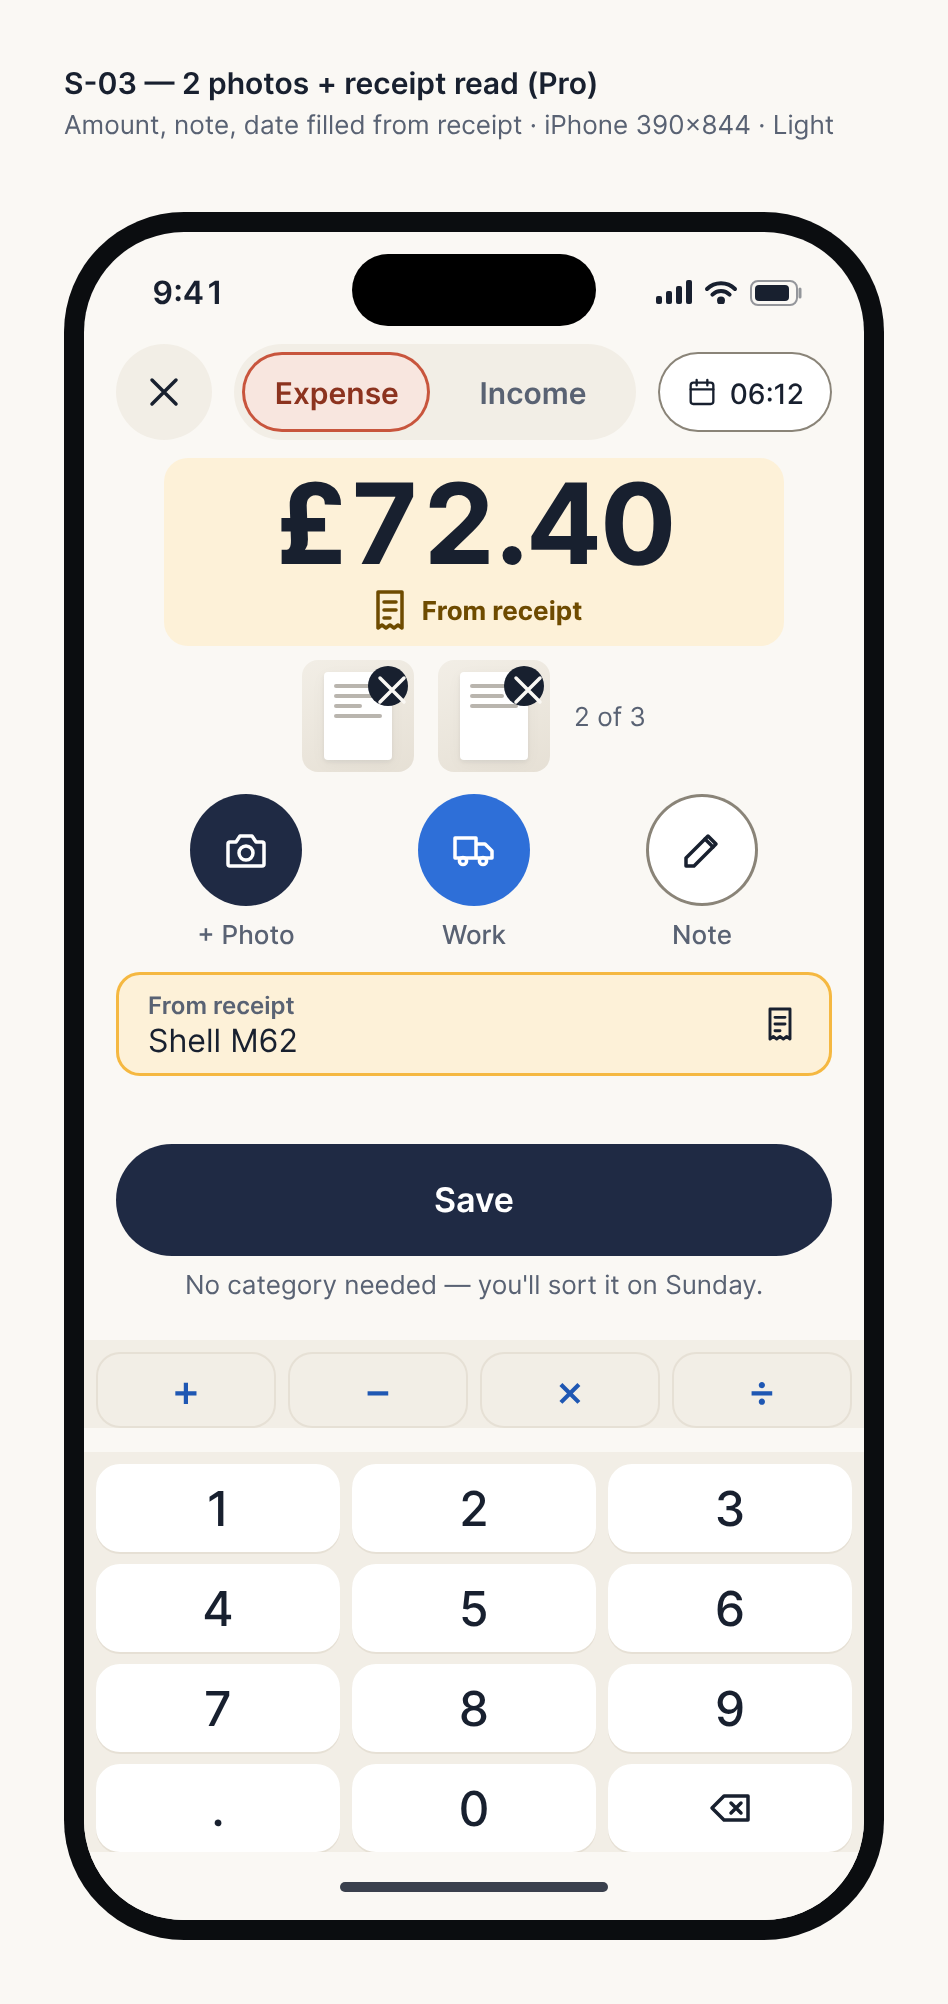 S-03 — 2 photos + receipt read (Pro)
Amount, note, date filled from receipt · iPhone 390×844 · Light
9:41
Expense
Income
06:12
£72.40
From receipt
2 of 3
+ Photo
Work
Note
From receipt
Shell M62
Save
No category needed — you'll sort it on Sunday.
+ − × ÷
1 2 3
4 5 6
7 8 9
. 0